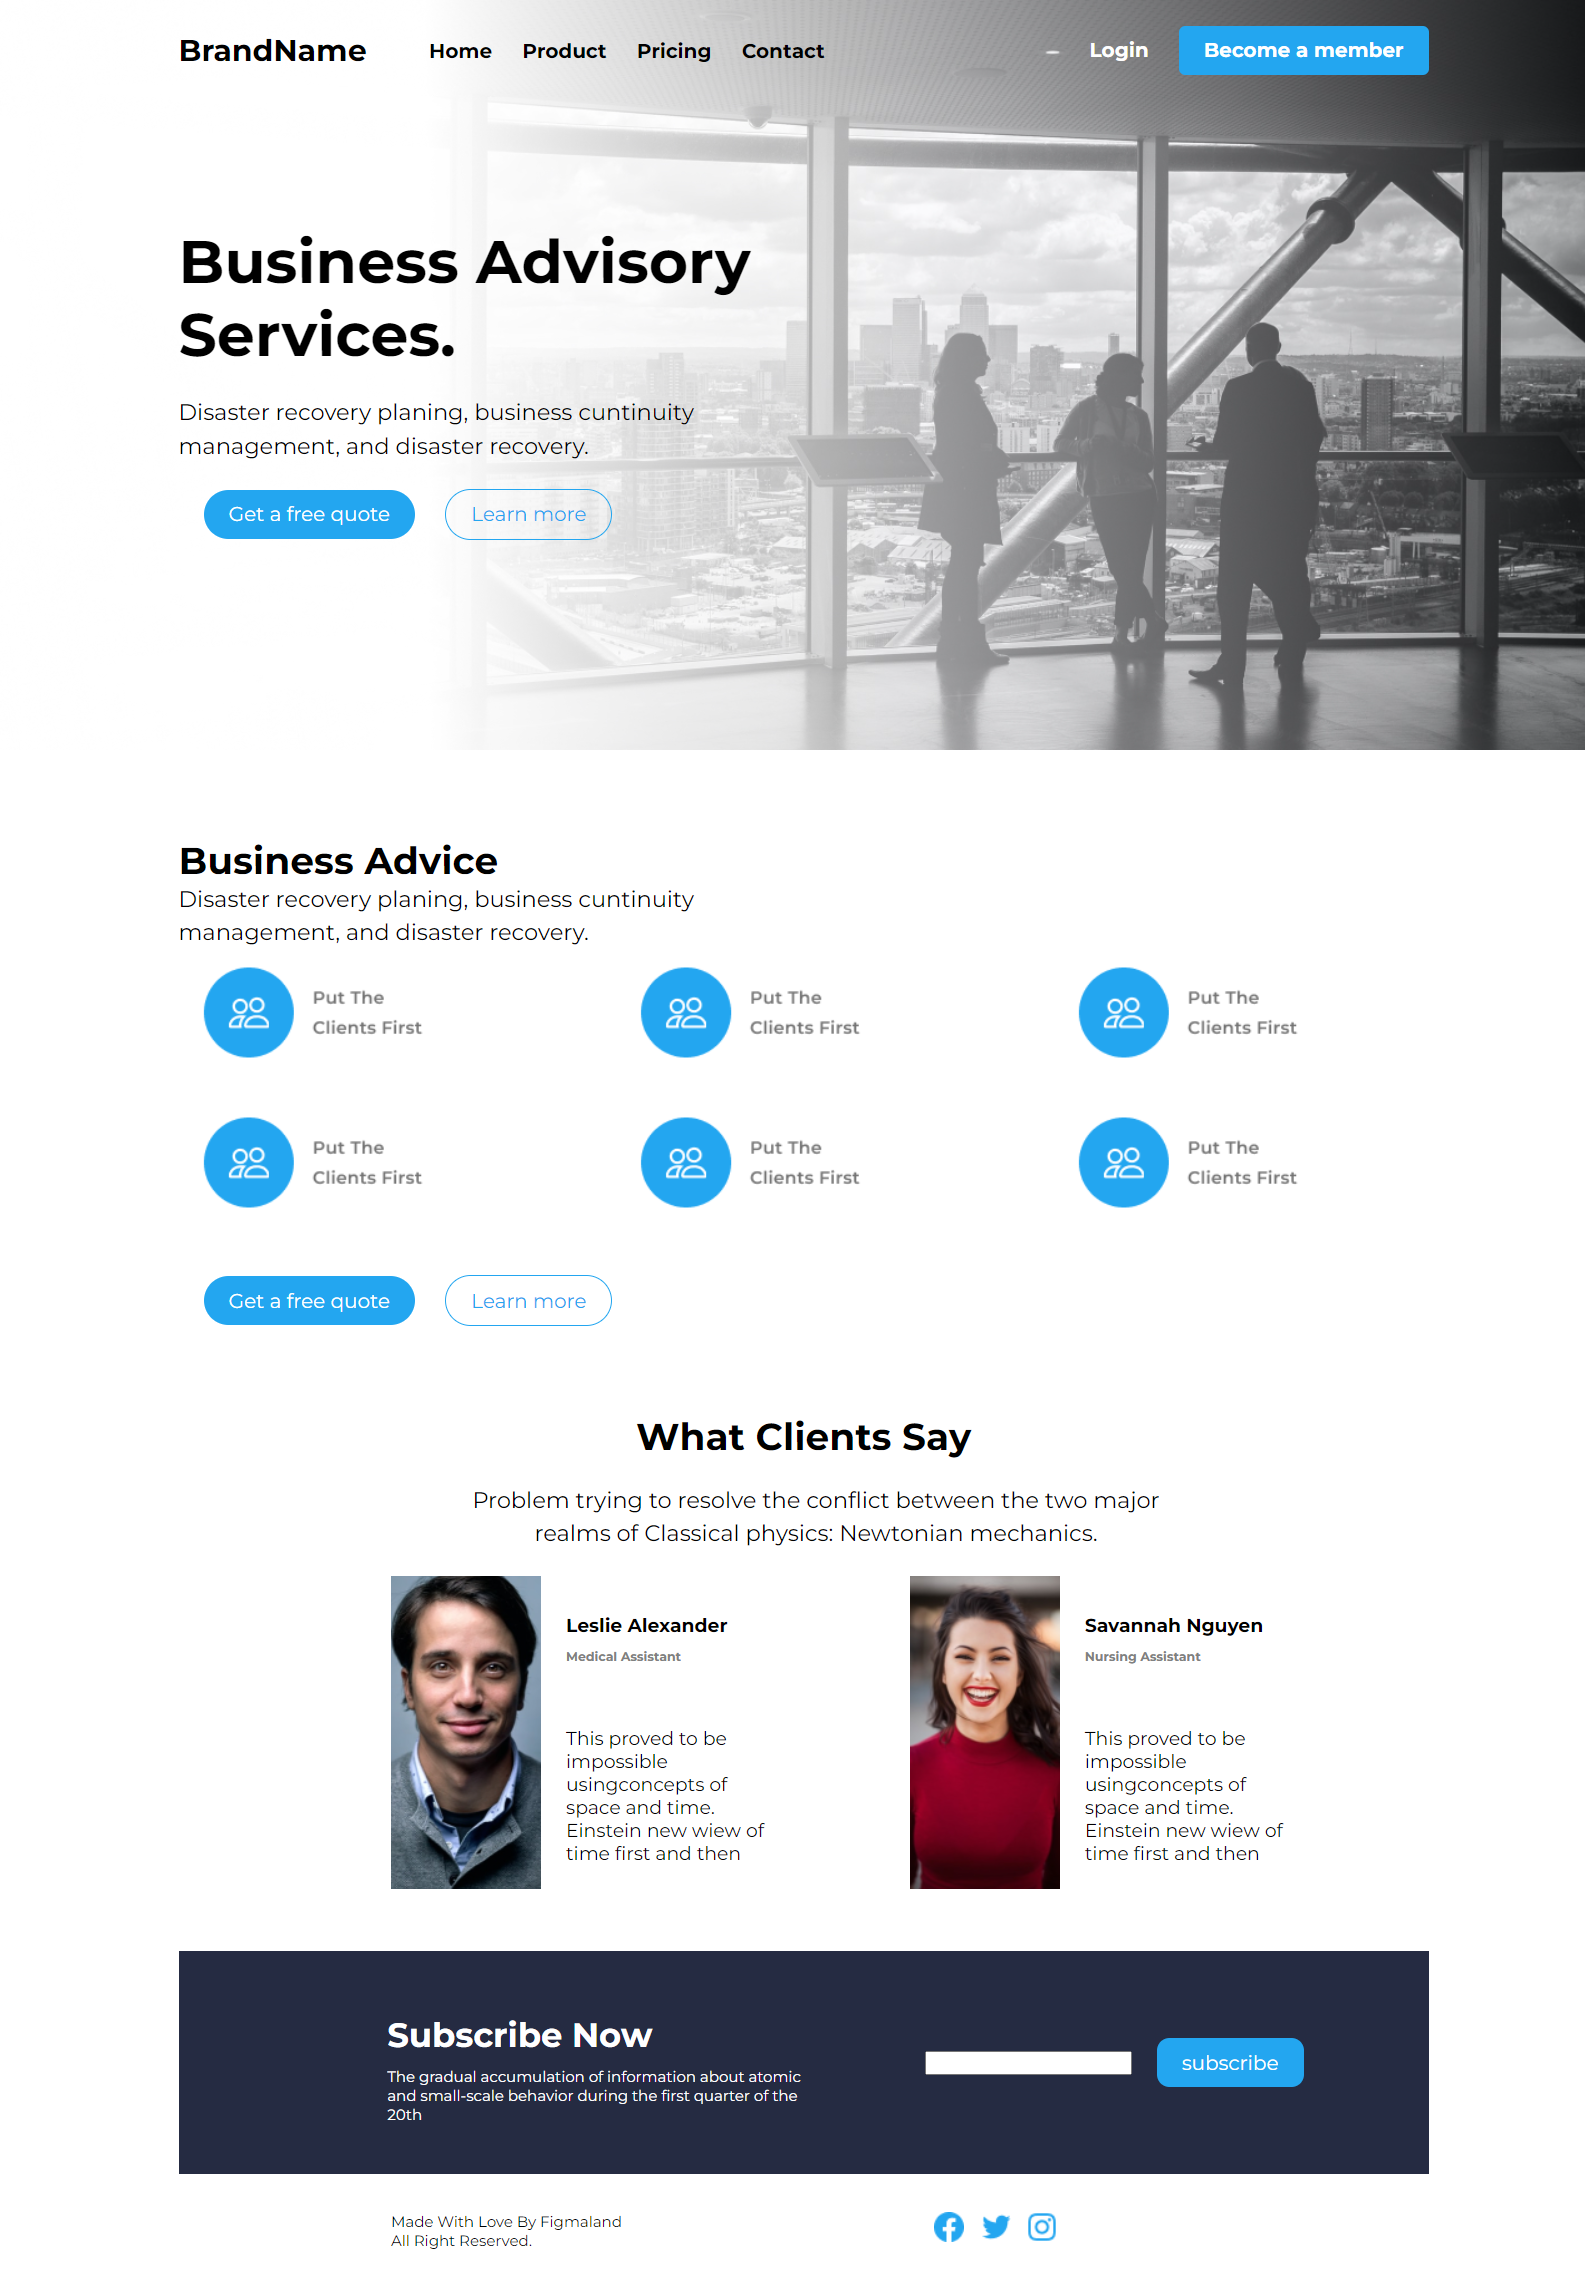 BrandName Home Product Pricing Contact Login Become a member
Business Advisory
Services.
Disaster recovery planing, business cuntinuity
management, and disaster recovery.
Get a free quote Learn more
Business Advice
Disaster recovery planing, business cuntinuity
management, and disaster recovery.
Put The
Clients First
Put The
Clients First
Put The
Clients First
Put The
Clients First
Put The
Clients First
Put The
Clients First
Get a free quote Learn more
What Clients Say
Problem trying to resolve the conflict between the two major
realms of Classical physics: Newtonian mechanics.
Leslie Alexander
Medical Assistant
This proved to be
impossible
usingconcepts of
space and time.
Einstein new wiew of
time first and then
Savannah Nguyen
Nursing Assistant
This proved to be
impossible
usingconcepts of
space and time.
Einstein new wiew of
time first and then
Subscribe Now
The gradual accumulation of information about atomic
and small-scale behavior during the first quarter of the
20th
subscribe
Made With Love By Figmaland
All Right Reserved.